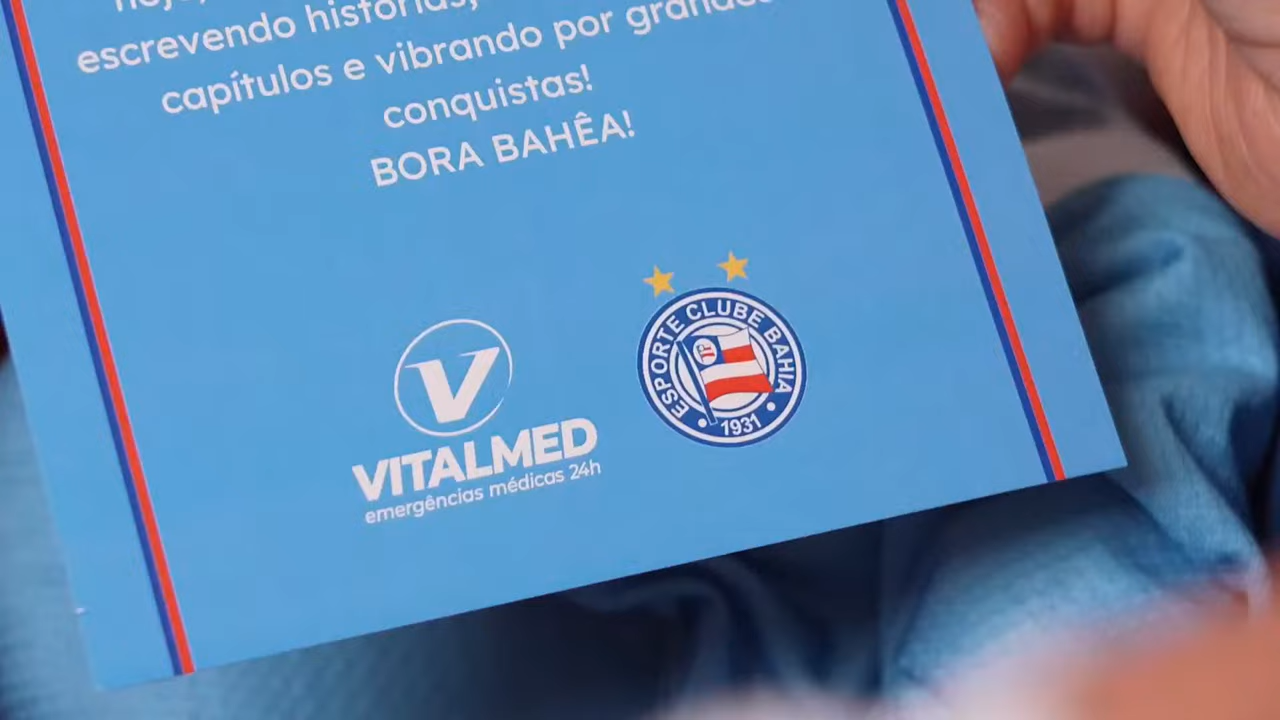 escrevendo histórias,
capítulos e vibrando por grandes
conquistas!
BORA BAHÊA!
V
VITALMED
emergências médicas 24h
ESPORTE CLUBE BAHIA
1931